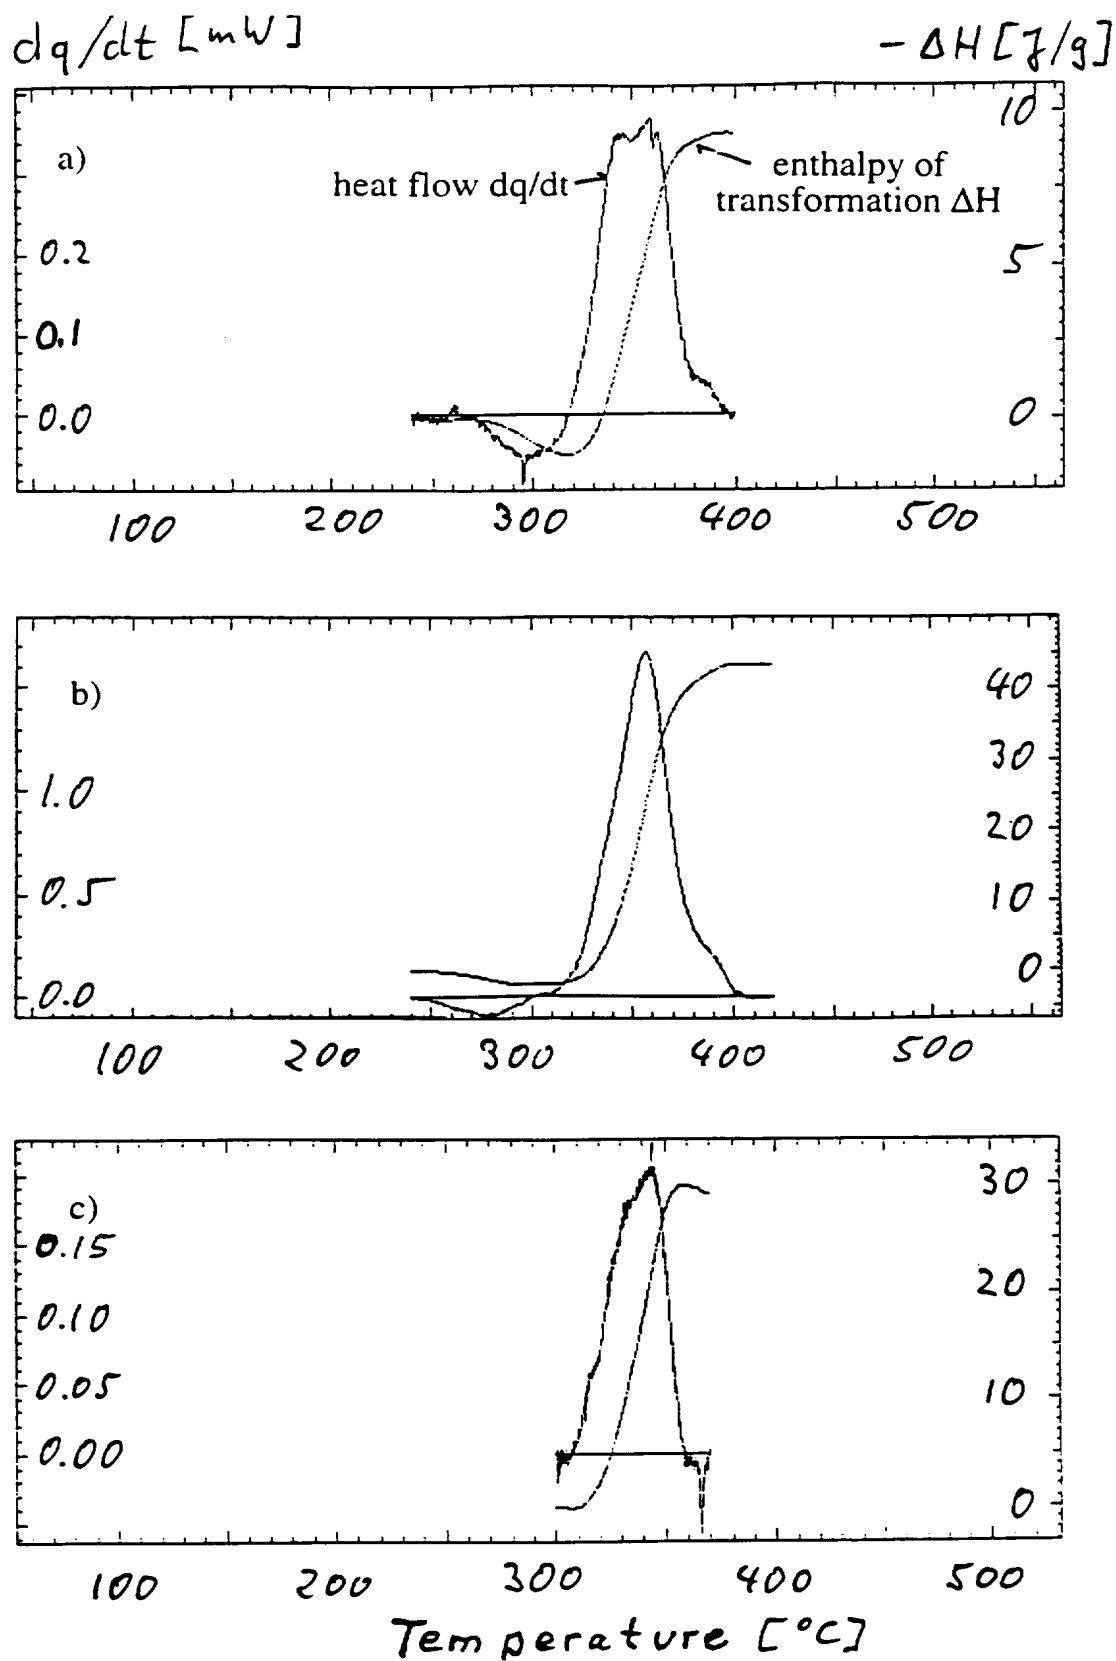 dq/dt [mW] -ΔH [J/g]
a)
10
heat flow dq/dt
enthalpy of
transformation ΔH
0.2
5
0.1
0.0
0
100 200 300 400 500
b)
40
30
1.0
20
0.5
10
0
0.0
100 200 300 400 500
c)
30
0.15
20
0.10
0.05
10
0.00
0
100 200 300 400 500
Temperature [°C]